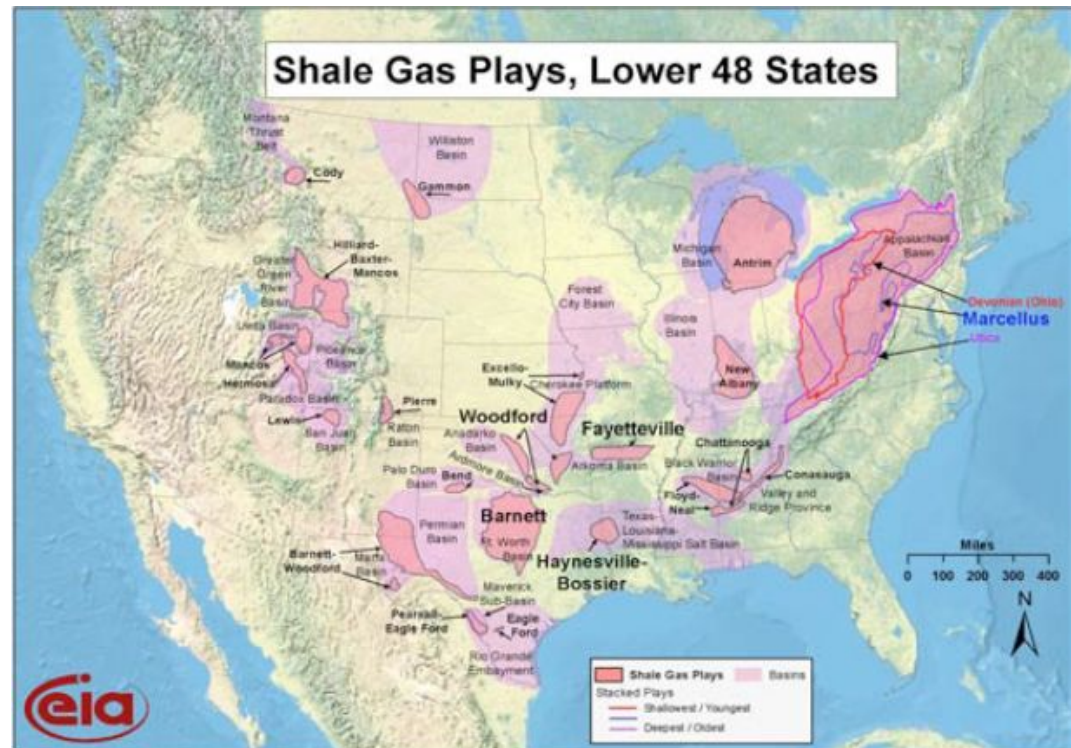 Shale Gas Plays, Lower 48 States
Montana
Thrust
Belt
Cody
Williston
Basin
Gammon
Hilliard-
Baxter-
Mancos
Greater
Green
River
Basin
Uinta Basin
Piceance
Basin
Mancos
Hermosa
Paradox Basin
Lewis
San Juan
Basin
Pierre
Raton
Basin
Forest
City Basin
Excello-
Mulky
Cherokee Platform
Michigan
Basin
Antrim
Illinois
Basin
New
Albany
Appalachian
Basin
Devonian (Ohio)
Marcellus
Utica
Woodford
Anadarko
Basin
Ardmore Basin
Arkoma Basin
Fayetteville
Chattanooga
Black Warrior
Basin
Conasauga
Floyd-
Neal
Valley and
Ridge Province
Palo Duro
Basin
Bend
Permian
Basin
Barnett
Ft. Worth
Basin
Barnett-
Woodford
Marfa
Basin
Texas-
Louisiana-
Mississippi Salt Basin
Haynesville-
Bossier
Maverick
Sub-Basin
Pearsall-
Eagle Ford
Eagle
Ford
Rio Grande
Embayment
Miles
0 100 200 300 400
N
Shale Gas Plays
Basins
Stacked Plays
Shallowest / Youngest
Deepest / Oldest
eia